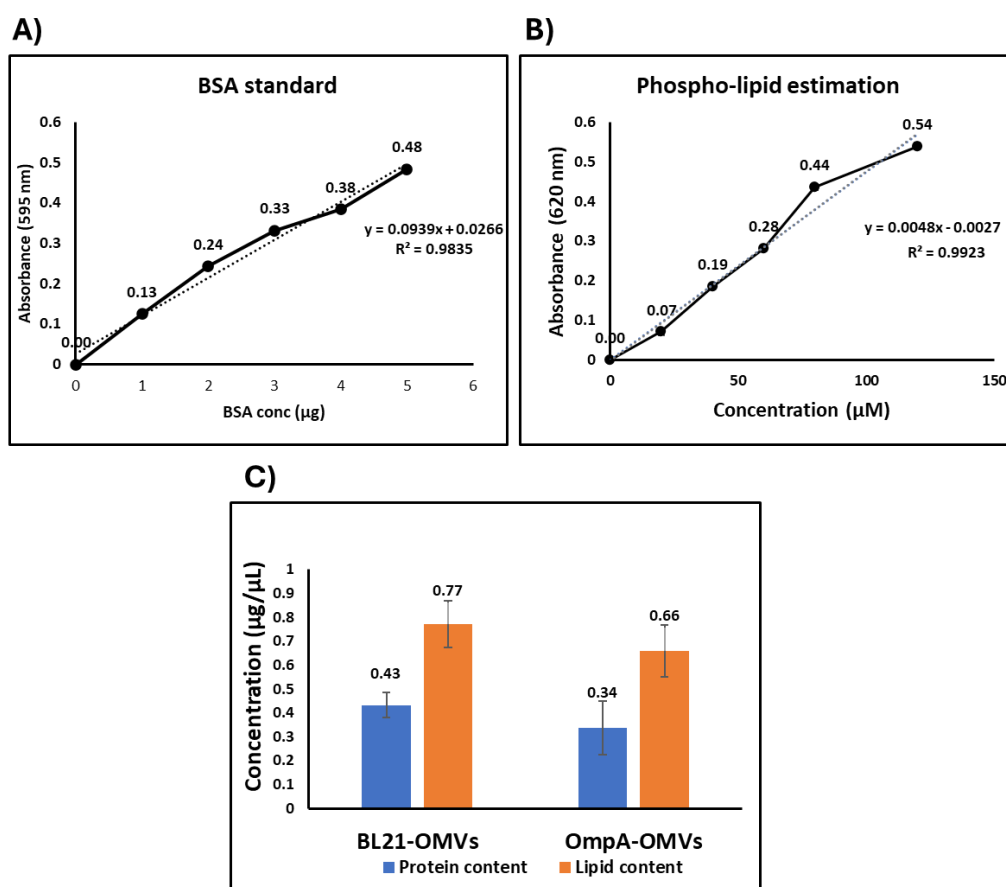 A)
BSA standard
Absorbance (595 nm)
0.6
0.5
0.4
0.3
0.2
0.1
0
0.00
0.13
0.24
0.33
0.38
0.48
y = 0.0939x + 0.0266
R² = 0.9835
0 1 2 3 4 5 6
BSA conc (µg)
B)
Phospho-lipid estimation
Absorbance (620 nm)
0.6
0.5
0.4
0.3
0.2
0.1
0
0.00
0.07
0.19
0.28
0.44
0.54
y = 0.0048x - 0.0027
R² = 0.9923
0 50 100 150
Concentration (µM)
C)
Concentration (µg/µL)
1
0.9
0.8
0.7
0.6
0.5
0.4
0.3
0.2
0.1
0
0.43
0.77
0.34
0.66
BL21-OMVs OmpA-OMVs
Protein content Lipid content